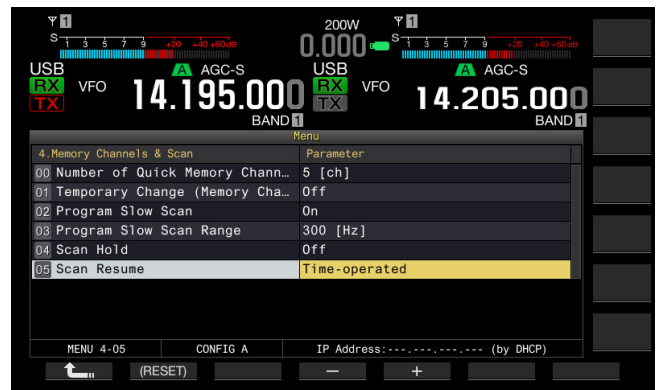 1 200W 1
S 1 3 5 7 9 +20 +40 +60dB 0.000 S 1 3 5 7 9 +20 +40 +60dB
USB A AGC-S USB A AGC-S
RX VFO 14.195.000 RX VFO 14.205.000
TX TX
BAND 1 BAND 1
Menu
4.Memory Channels & Scan Parameter
00 Number of Quick Memory Chann… 5 [ch]
01 Temporary Change (Memory Cha… Off
02 Program Slow Scan On
03 Program Slow Scan Range 300 [Hz]
04 Scan Hold Off
05 Scan Resume Time-operated
MENU 4-05 CONFIG A IP Address:---.---.---.--- (by DHCP)
(RESET) − +